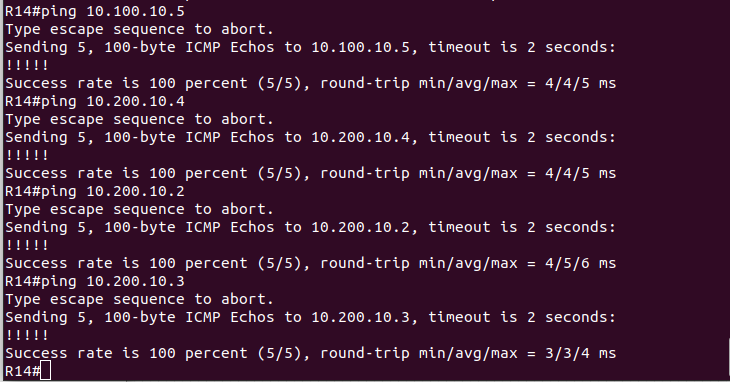 R14#ping 10.100.10.5
Type escape sequence to abort.
Sending 5, 100-byte ICMP Echos to 10.100.10.5, timeout is 2 seconds:
!!!!!
Success rate is 100 percent (5/5), round-trip min/avg/max = 4/4/5 ms
R14#ping 10.200.10.4
Type escape sequence to abort.
Sending 5, 100-byte ICMP Echos to 10.200.10.4, timeout is 2 seconds:
!!!!!
Success rate is 100 percent (5/5), round-trip min/avg/max = 4/4/5 ms
R14#ping 10.200.10.2
Type escape sequence to abort.
Sending 5, 100-byte ICMP Echos to 10.200.10.2, timeout is 2 seconds:
!!!!!
Success rate is 100 percent (5/5), round-trip min/avg/max = 4/5/6 ms
R14#ping 10.200.10.3
Type escape sequence to abort.
Sending 5, 100-byte ICMP Echos to 10.200.10.3, timeout is 2 seconds:
!!!!!
Success rate is 100 percent (5/5), round-trip min/avg/max = 3/3/4 ms
R14#